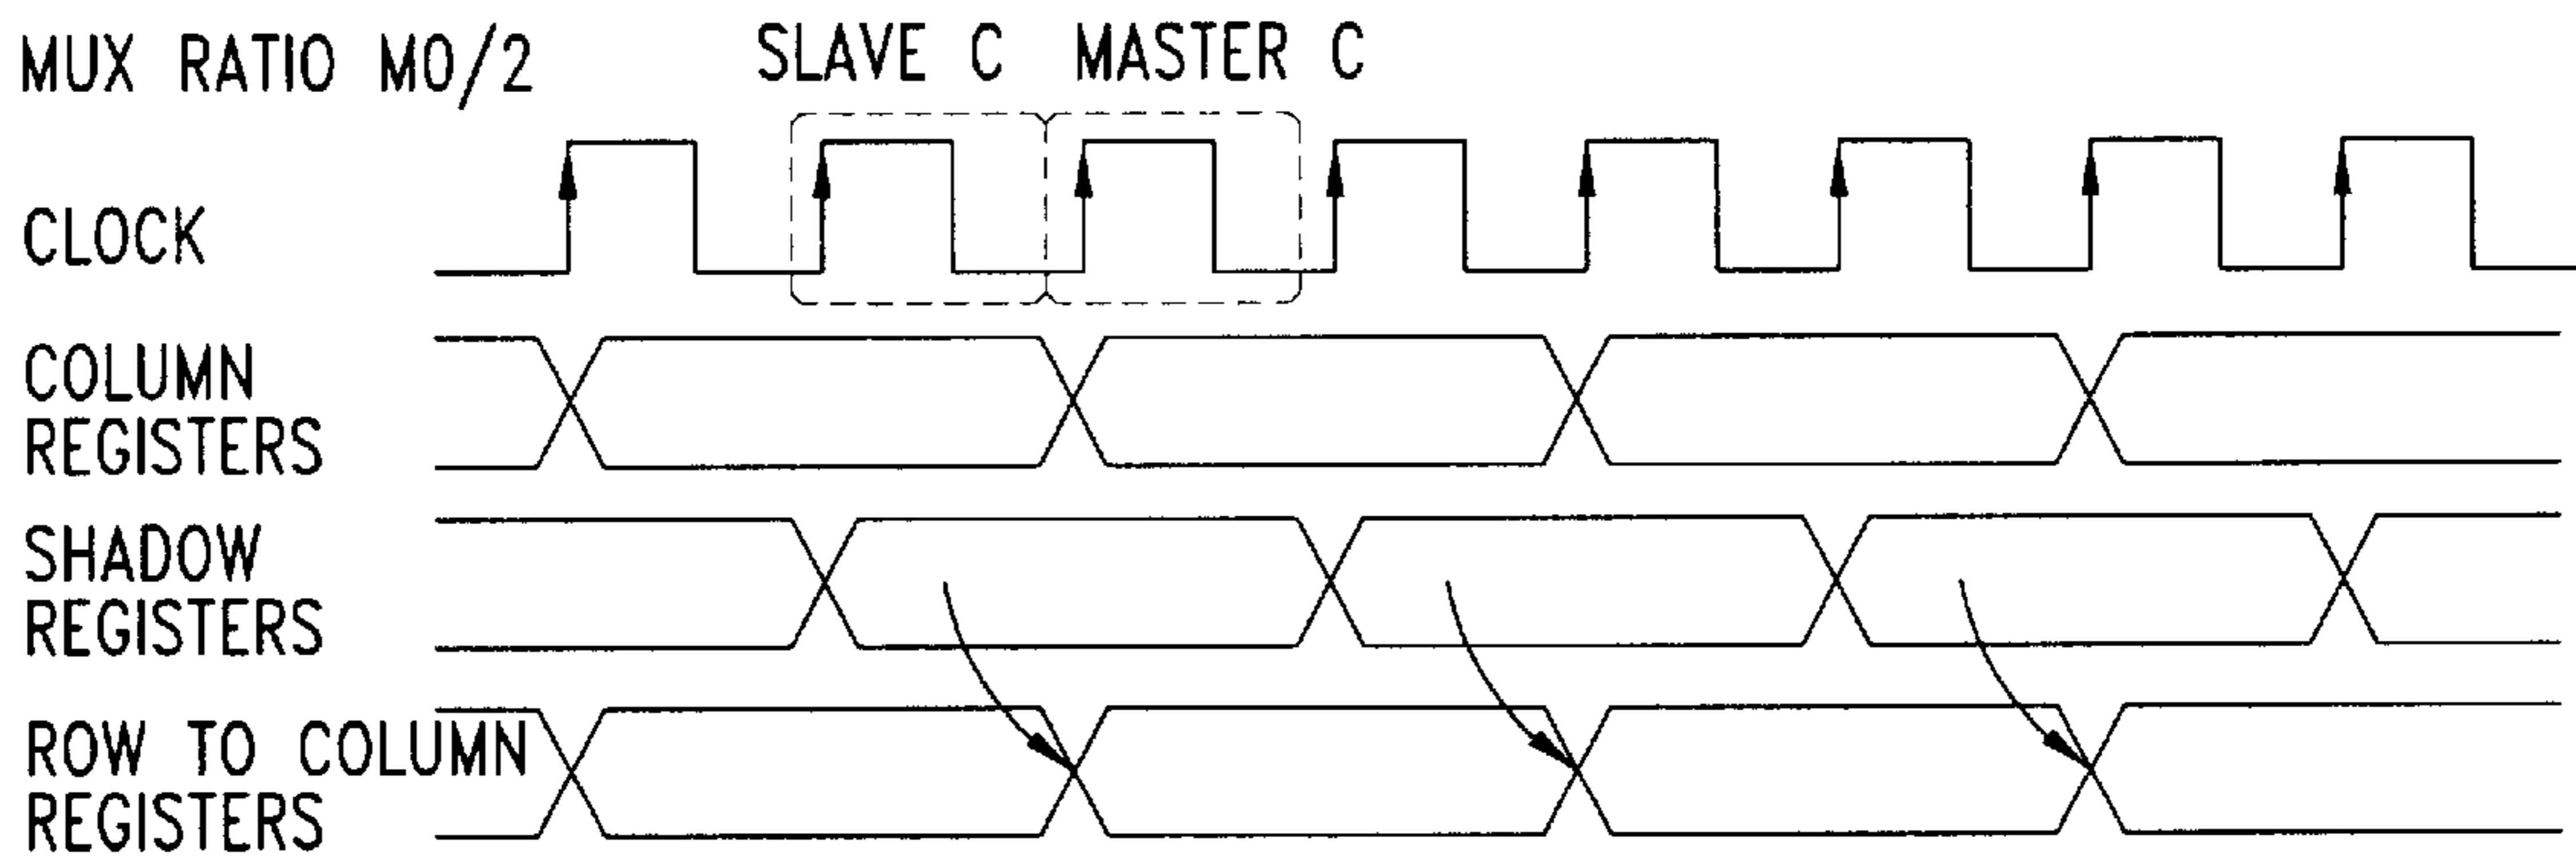 MUX RATIO M0/2
SLAVE C MASTER C
CLOCK
COLUMN
REGISTERS
SHADOW
REGISTERS
ROW TO COLUMN
REGISTERS